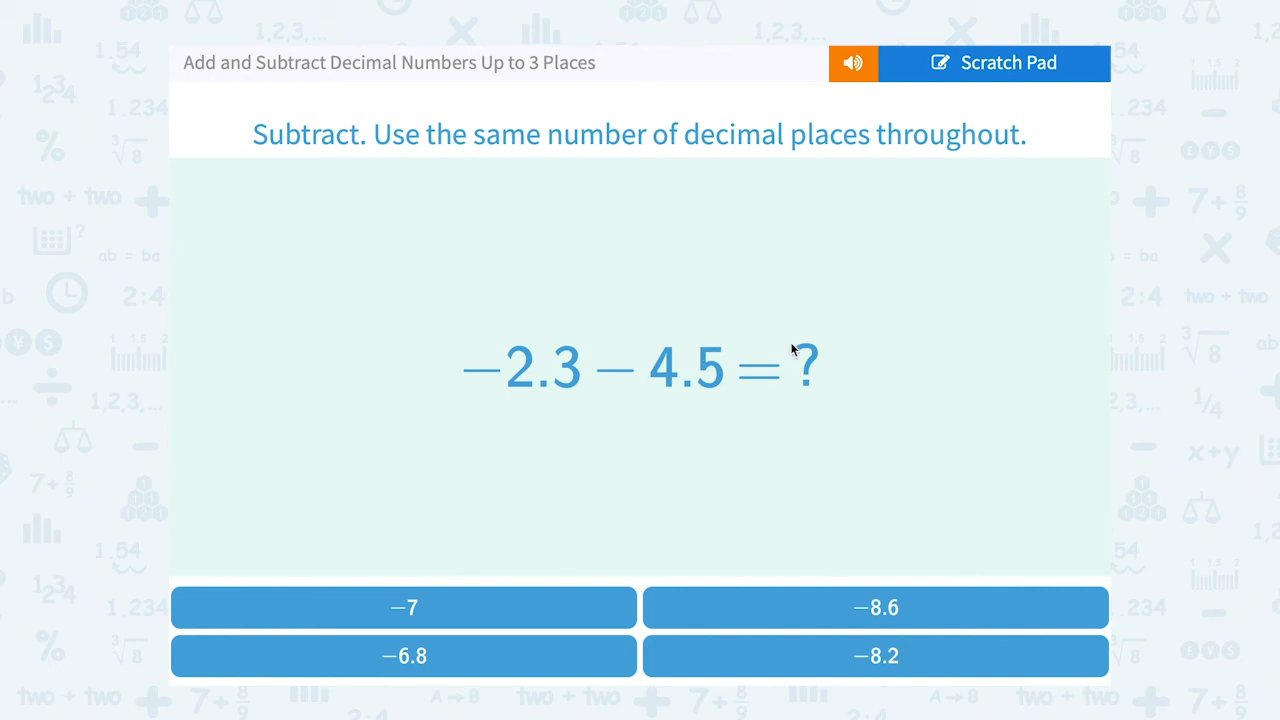 Add and Subtract Decimal Numbers Up to 3 Places
Scratch Pad
Subtract. Use the same number of decimal places throughout.
−2.3 − 4.5 = ?
−7
−8.6
−6.8
−8.2